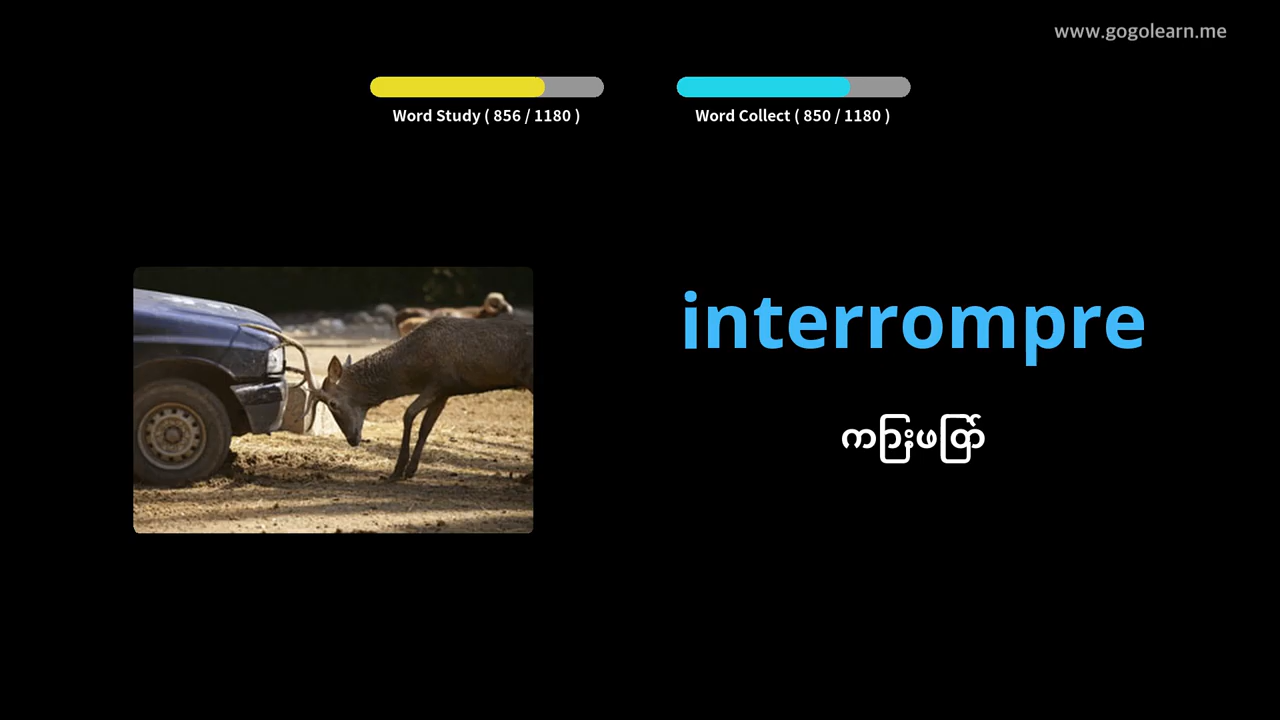 www.gogolearn.me
Word Study ( 856 / 1180 )
Word Collect ( 850 / 1180 )
interrompre
ကြားဖြတ်